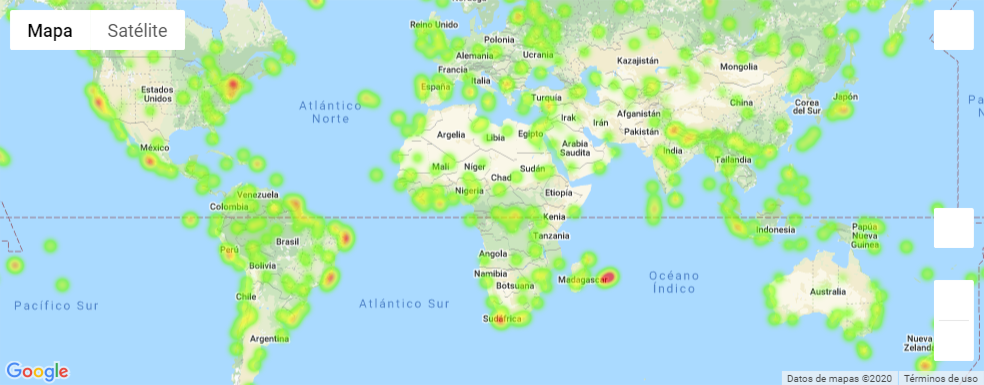 Mapa
Satélite
Noruega
Reino Unido
Polonia
Alemania
Ucrania
Francia
Kazajistán
Mongolia
España
Italia
Turquía
Estados
Unidos
Atlántico
Norte
China
Corea
del Sur
Japón
Irak
Irán
Afganistán
Pakistán
Argelia
Libia
Egipto
Arabia
Saudita
México
India
Tailandia
Mali
Níger
Sudán
Chad
Nigeria
Etiopía
Venezuela
Colombia
Kenia
Indonesia
Papúa
Nueva
Guinea
Tanzania
Perú
Brasil
Angola
Bolivia
Namibia
Madagascar
Botsuana
Océano
Índico
Australia
Chile
Pacífico Sur
Atlántico Sur
Sudáfrica
Argentina
Nueva
Zelanda
Google
Datos de mapas ©2020
Términos de uso